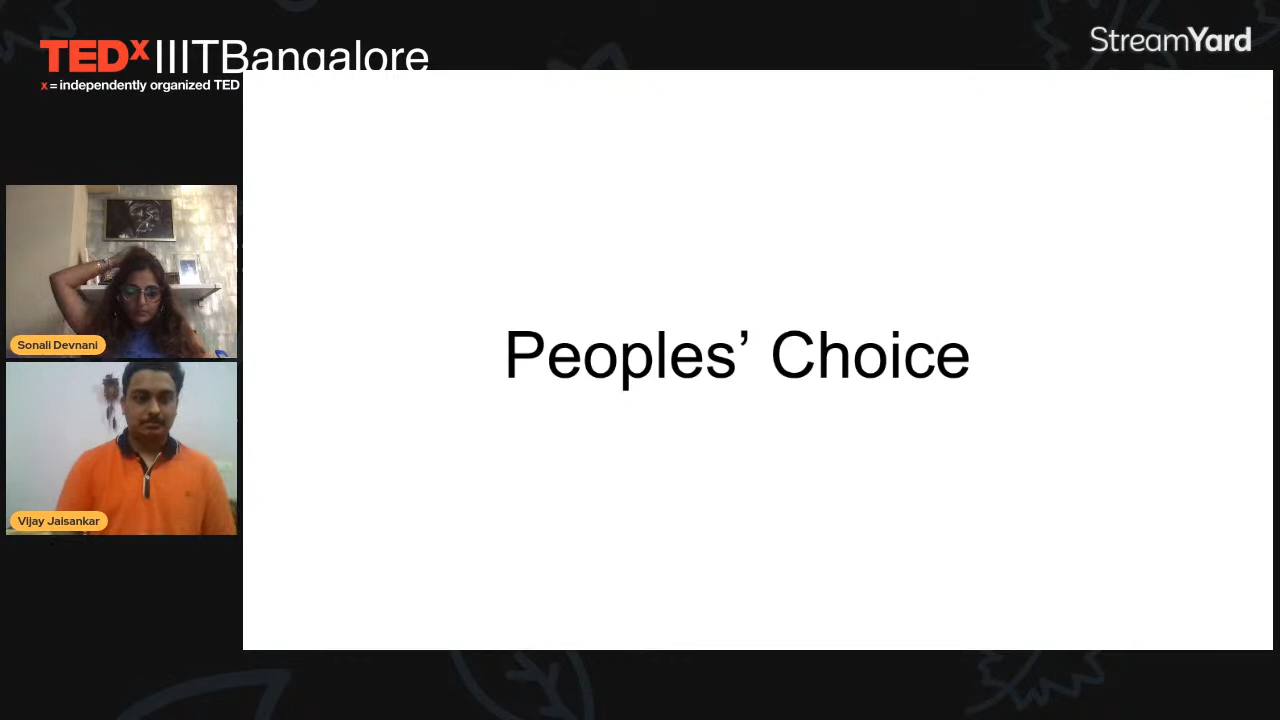 TEDx IIITBangalore
x = independently organized TED
StreamYard
Peoples’ Choice
Sonali Devnani
Vijay Jaisankar